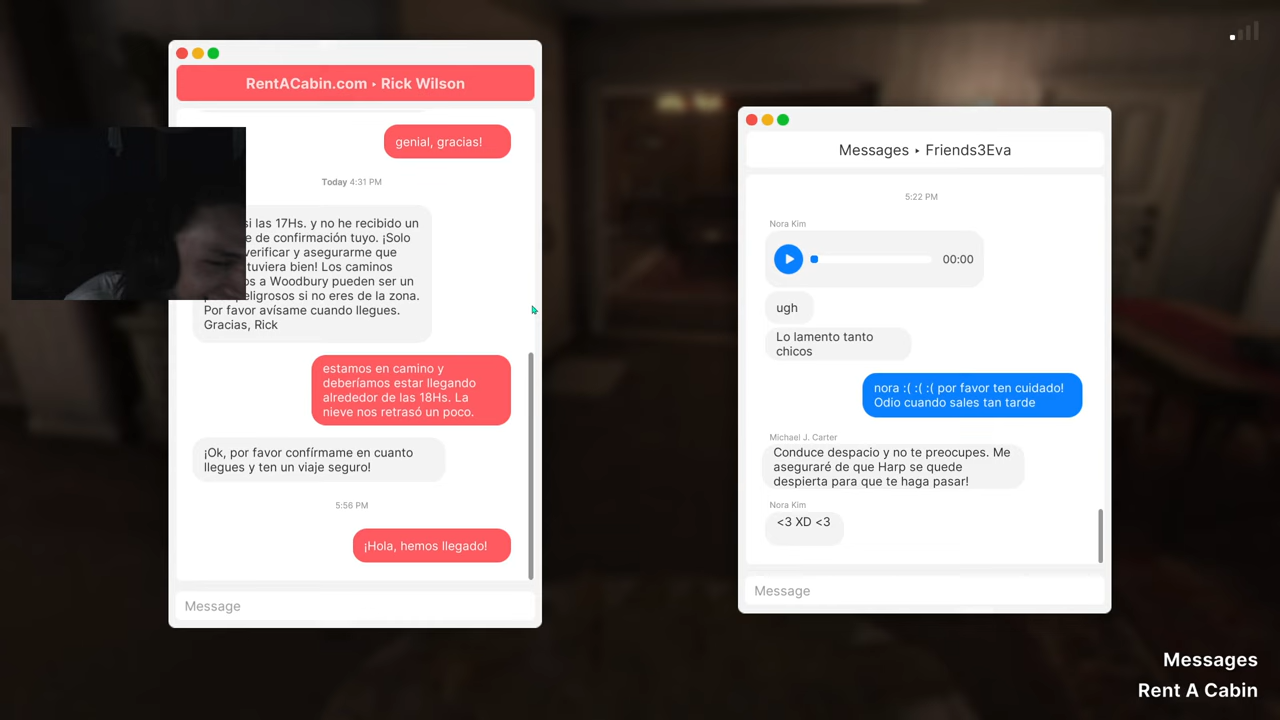 RentACabin.com ‣ Rick Wilson
genial, gracias!
Today 4:31 PM
si las 17Hs. y no he recibido un
de confirmación tuyo. ¡Solo
verificar y asegurarme que
tuviera bien! Los caminos
a Woodbury pueden ser un
peligrosos si no eres de la zona.
Por favor avísame cuando llegues.
Gracias, Rick
estamos en camino y
deberíamos estar llegando
alrededor de las 18Hs. La
nieve nos retrasó un poco.
¡Ok, por favor confírmame en cuanto
llegues y ten un viaje seguro!
5:56 PM
¡Hola, hemos llegado!
Message
Messages ‣ Friends3Eva
5:22 PM
Nora Kim
00:00
ugh
Lo lamento tanto
chicos
nora :( :( :( por favor ten cuidado!
Odio cuando sales tan tarde
Michael J. Carter
Conduce despacio y no te preocupes. Me
aseguraré de que Harp se quede
despierta para que te haga pasar!
Nora Kim
<3 XD <3
Message
Messages
Rent A Cabin